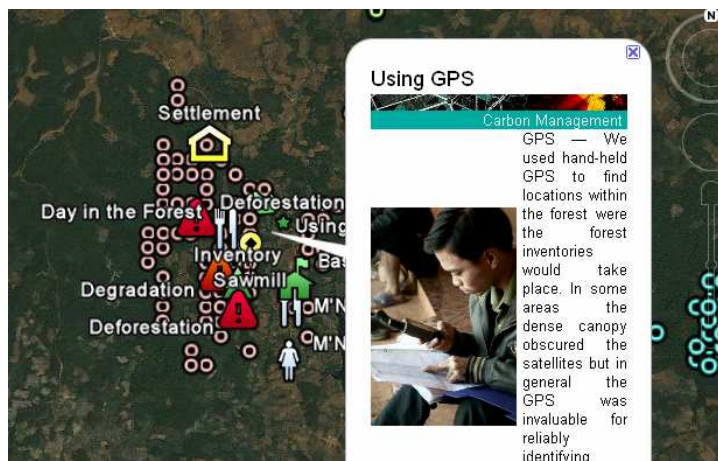 N
Settlement
Deforestation
Day in the Forest
Using
Inventory
Bas
Degradation
Sawmill
M'N
Deforestation
M'N
Using GPS
Carbon Management
GPS — We
used hand-held
GPS to find
locations within
the forest were
the forest
inventories
would take
place. In some
areas the
dense canopy
obscured the
satellites but in
general the
GPS was
invaluable for
reliably
identifying